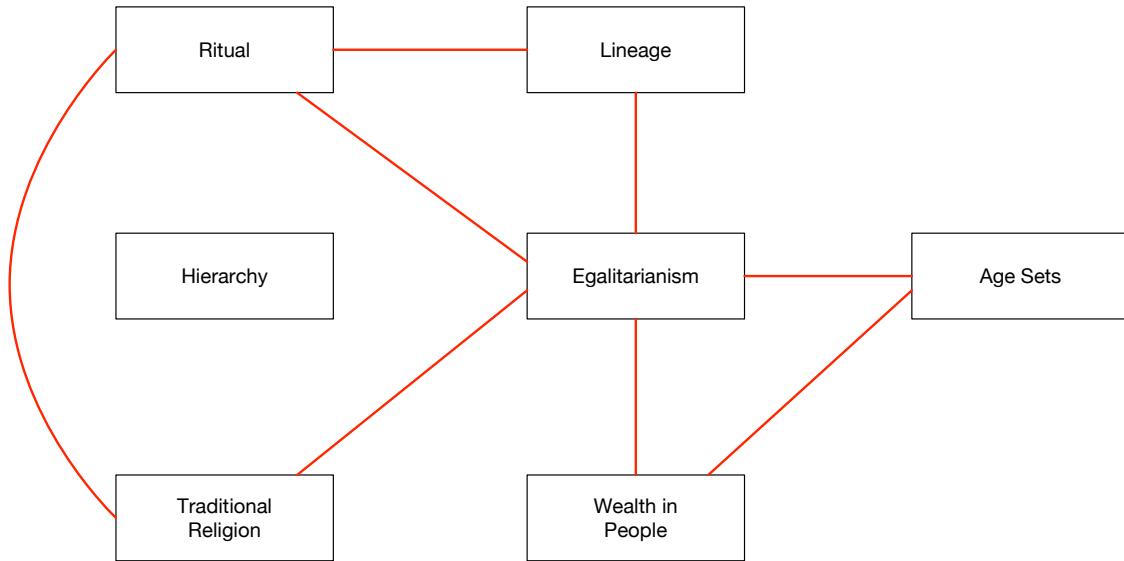 Ritual
Lineage
Hierarchy
Egalitarianism
Age Sets
Traditional
Religion
Wealth in
People